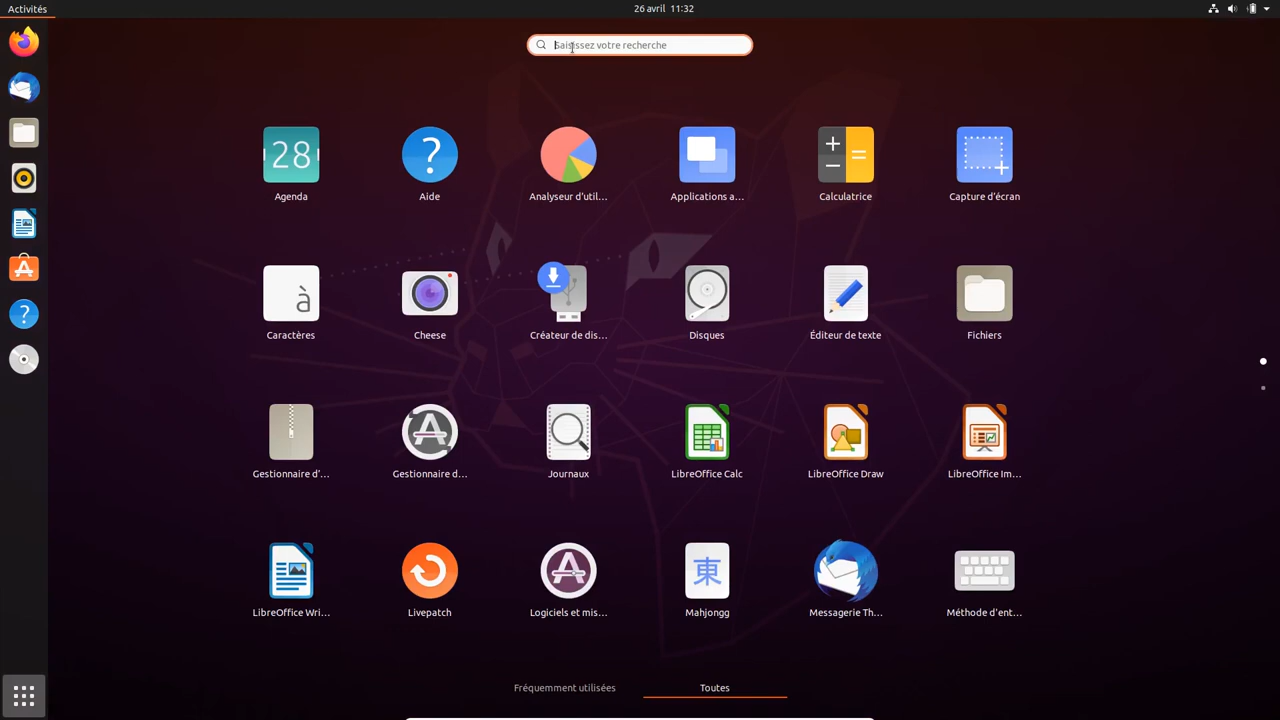 Activités
26 avril 11:32
Saisissez votre recherche
28
Agenda
Aide
Analyseur d'util...
Applications a...
Calculatrice
Capture d'écran
à
Caractères
Cheese
Créateur de dis...
Disques
Éditeur de texte
Fichiers
Gestionnaire d'...
Gestionnaire d...
Journaux
LibreOffice Calc
LibreOffice Draw
LibreOffice Im...
LibreOffice Wri...
Livepatch
Logiciels et mis...
東
Mahjongg
Messagerie Th...
Méthode d'ent...
Fréquemment utilisées
Toutes